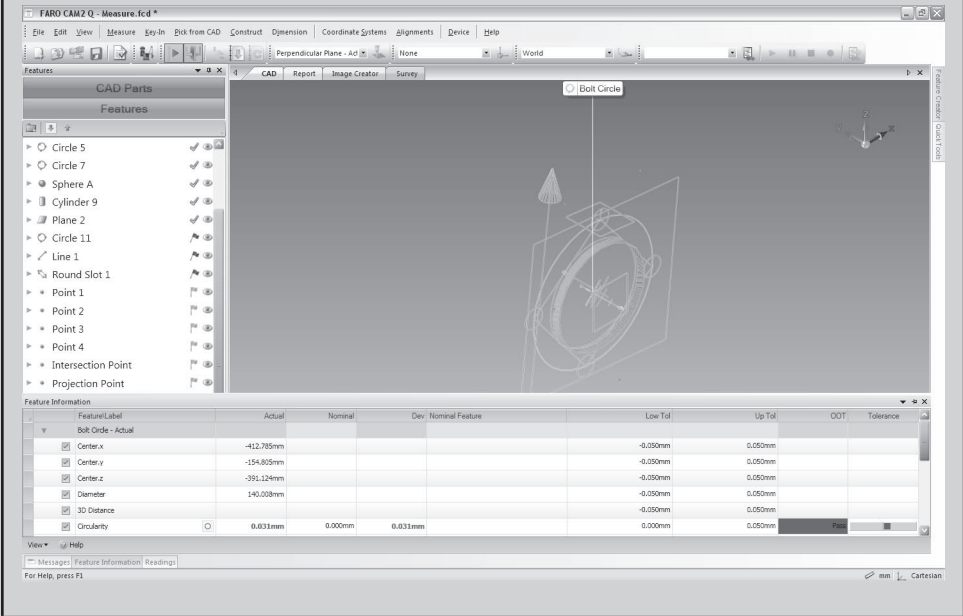 FARO CAM2 Q - Measure.fcd *
File Edit View Measure Key-In Pick from CAD Construct Dimension Coordinate Systems Alignments Device Help
Perpendicular Plane - Ad None World
Features
CAD Report Image Creator Survey
CAD Parts
Features
Bolt Circle
Feature Creator
QuickTools
Z
X
Circle 5
Circle 7
Sphere A
Cylinder 9
Plane 2
Circle 11
Line 1
Round Slot 1
Point 1
Point 2
Point 3
Point 4
Intersection Point
Projection Point
Feature Information
Feature\Label Actual Nominal Dev Nominal Feature Low Tol Up Tol OOT Tolerance
Bolt Circle - Actual
Center.x -412.785mm -0.050mm 0.050mm
Center.y -154.805mm -0.050mm 0.050mm
Center.z -391.124mm -0.050mm 0.050mm
Diameter 140.008mm -0.050mm 0.050mm
3D Distance -0.050mm 0.050mm
Circularity 0.031mm 0.000mm 0.031mm 0.000mm 0.050mm Pass
View Help
Messages Feature Information Readings
For Help, press F1 mm Cartesian